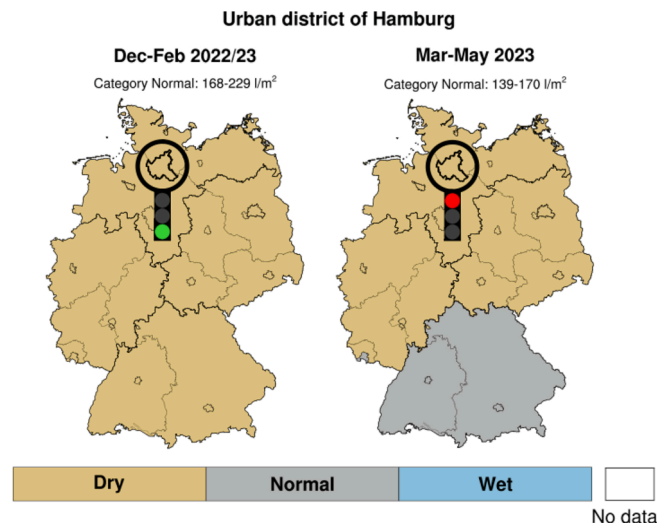 Urban district of Hamburg
Dec-Feb 2022/23
Mar-May 2023
Category Normal: 168-229 l/m²
Category Normal: 139-170 l/m²
Dry
Normal
Wet
No data